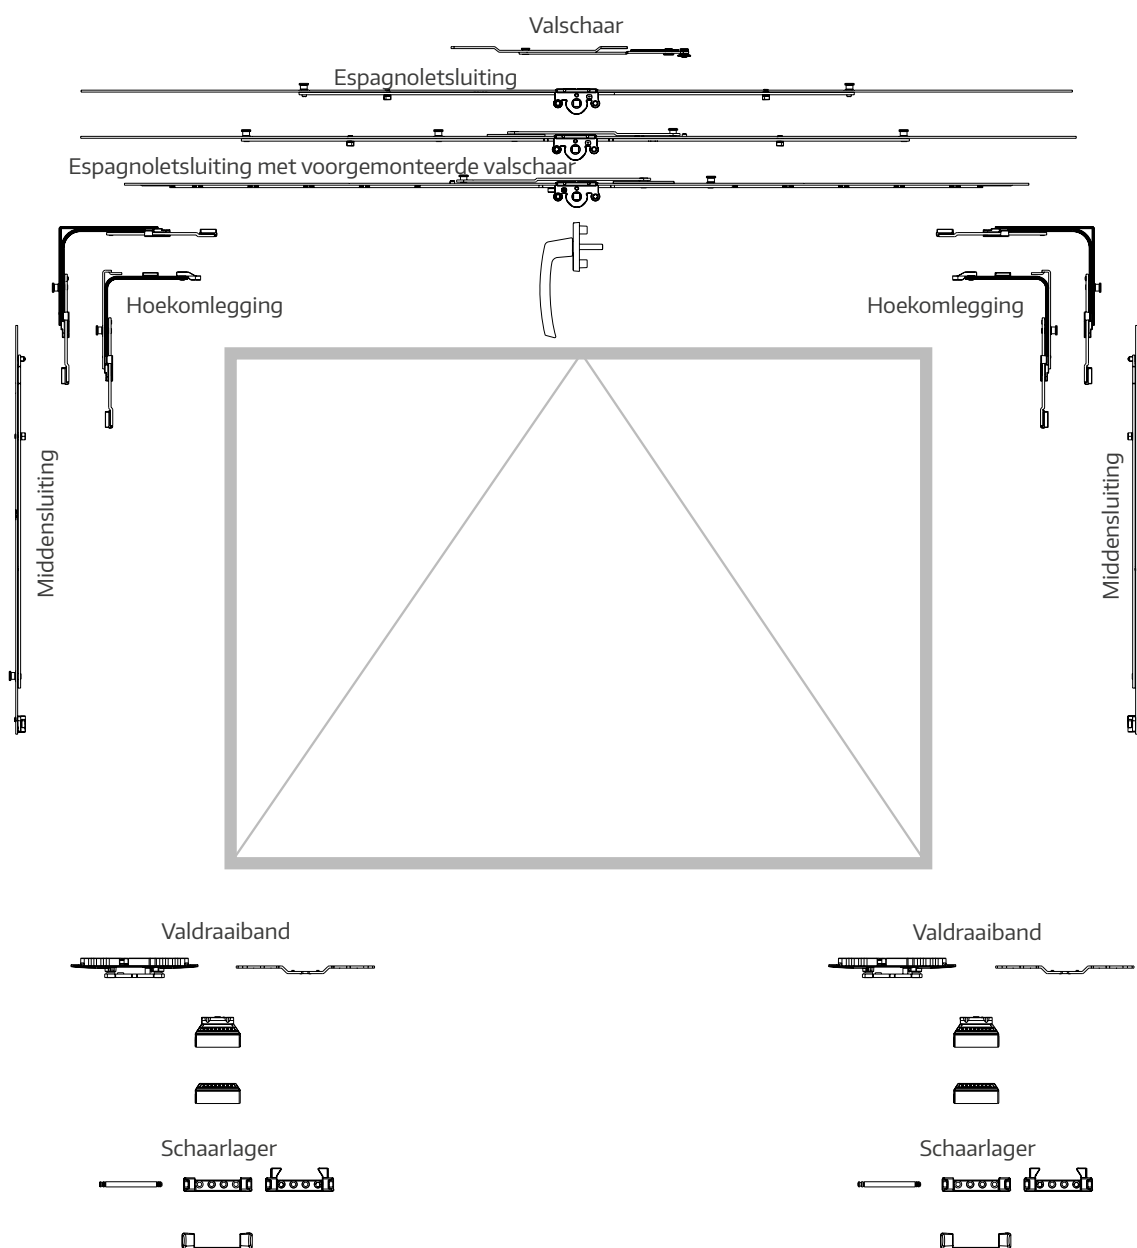 Valschaar
Espagnoletsluiting
Espagnoletsluiting met voorgemonteerde valschaar
Hoekomlegging
Hoekomlegging
Middensluiting
Middensluiting
Valdraaiband
Valdraaiband
Schaarlager
Schaarlager